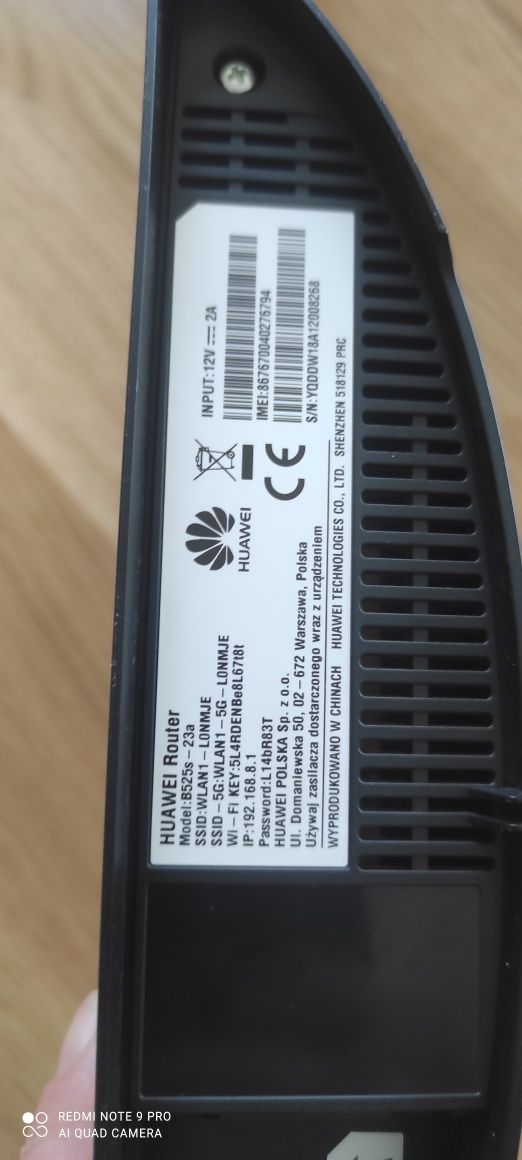 HUAWEI Router
Model:B525s-23a
SSID:WLAN1-L0NMJE
SSID-5G:WLAN1-5G-L0NMJE
Wi-Fi KEY:5L4RDENBe8L67t8t
IP:192.168.8.1
Password:L14bR83T
HUAWEI POLSKA Sp. z o.o.
Ul. Domaniewska 50, 02-672 Warszawa, Polska
Używaj zasilacza dostarczonego wraz z urządzeniem
WYPRODUKOWANO W CHINACH HUAWEI TECHNOLOGIES CO., LTD. SHENZHEN 518129 PRC
HUAWEI
CE
INPUT:12V ⎓ 2A
IMEI:867670040276794
S/N:YQDDW18A12008268
REDMI NOTE 9 PRO
AI QUAD CAMERA